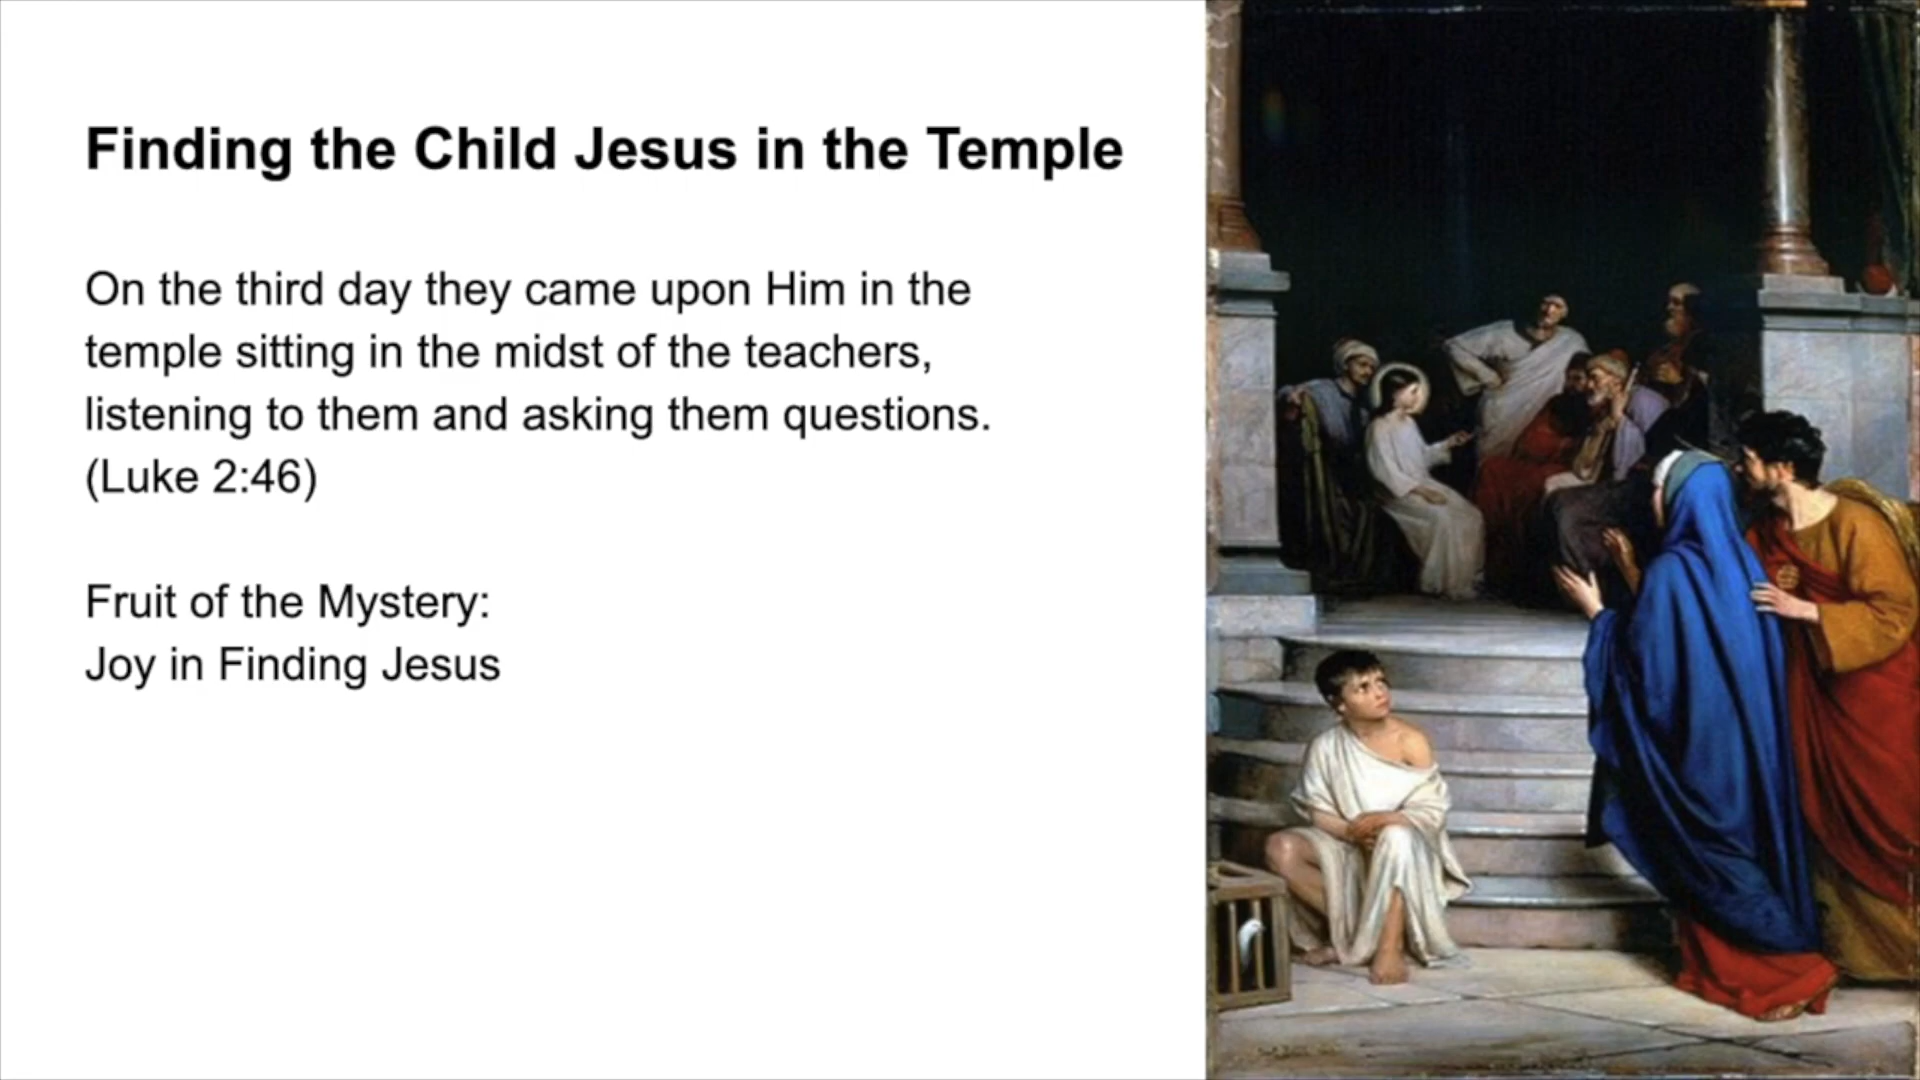 Finding the Child Jesus in the Temple
On the third day they came upon Him in the
temple sitting in the midst of the teachers,
listening to them and asking them questions.
(Luke 2:46)
Fruit of the Mystery:
Joy in Finding Jesus